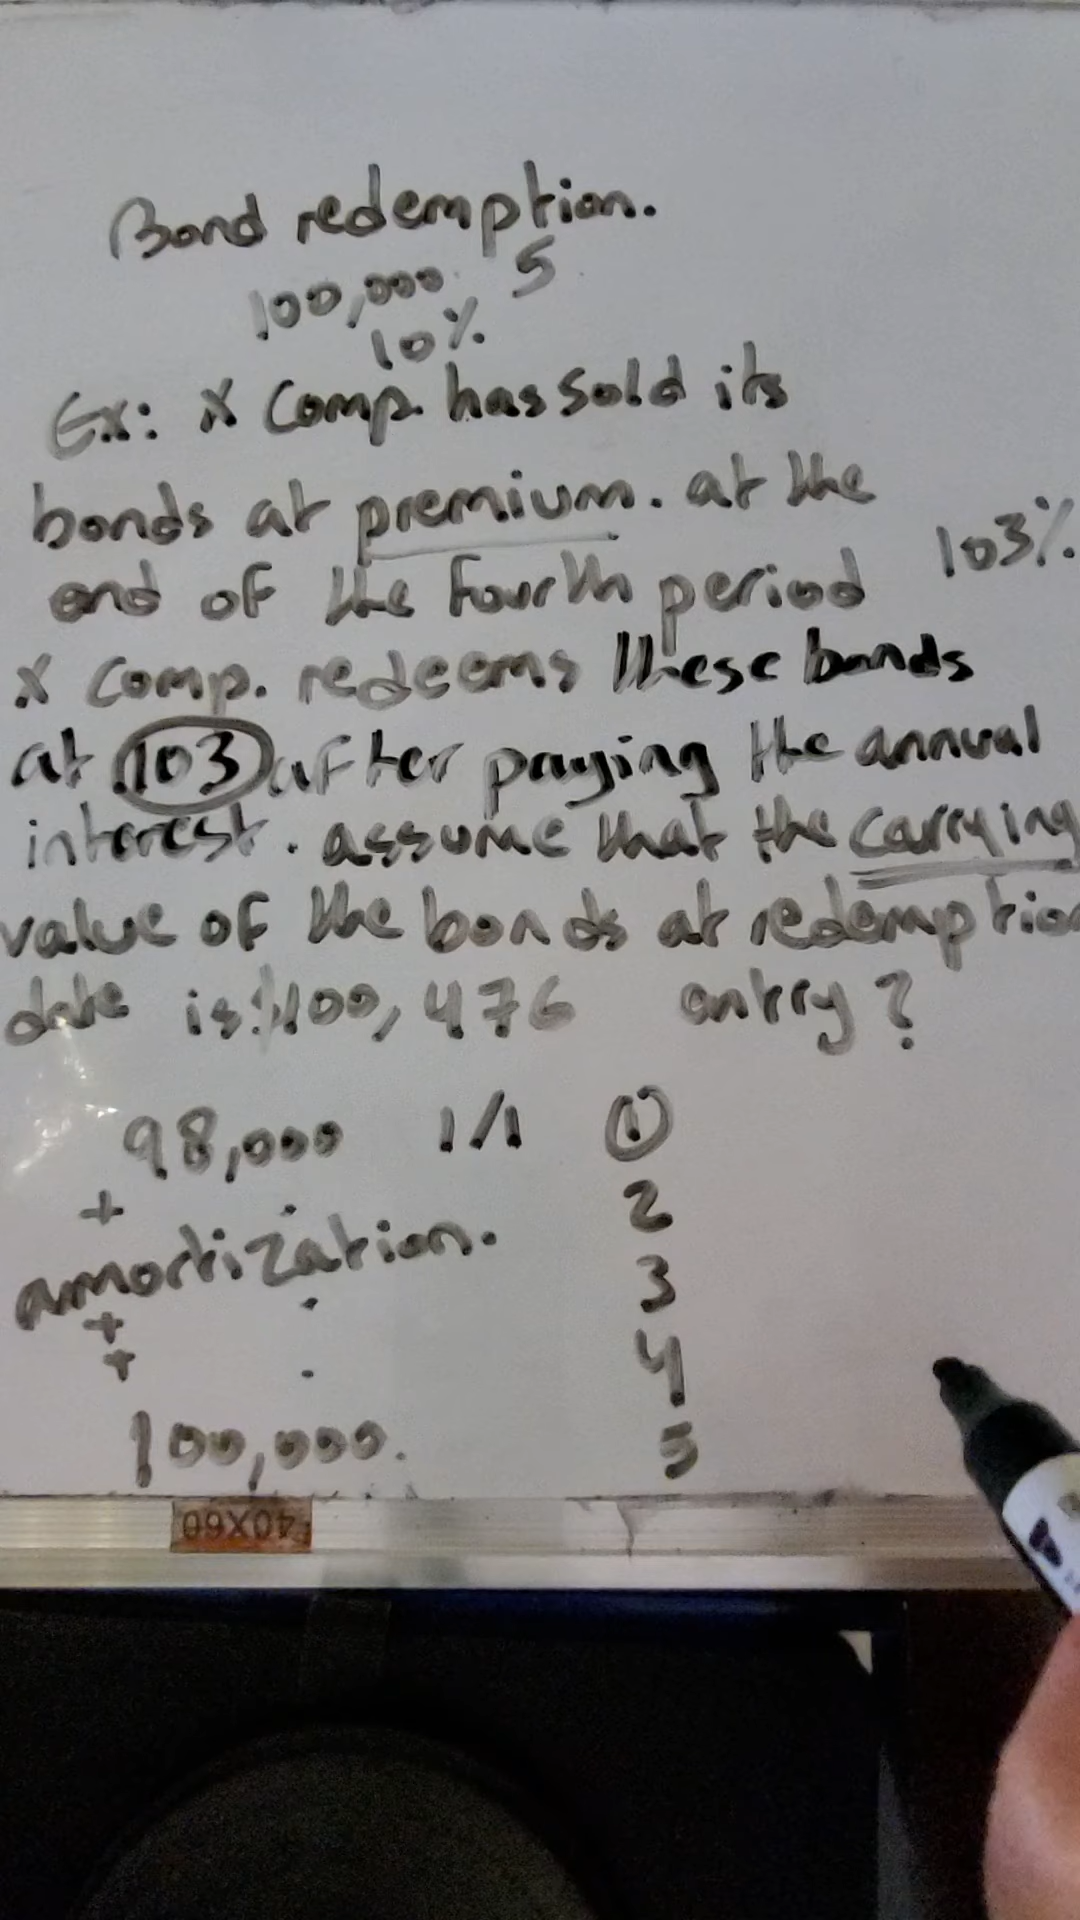 Bond redemption.
100,000 5
10%
Ex: X Comp. has sold its
bonds at premium. at the
end of the fourth period 103%
X Comp. redeems these bonds
at 103 after paying the annual
interest. assume that the carrying
value of the bonds at redemption
date is $100,476 entry?
98,000 1/1 1
+ 2
amortization. 3
+
+ 4
100,000. 5
40X60